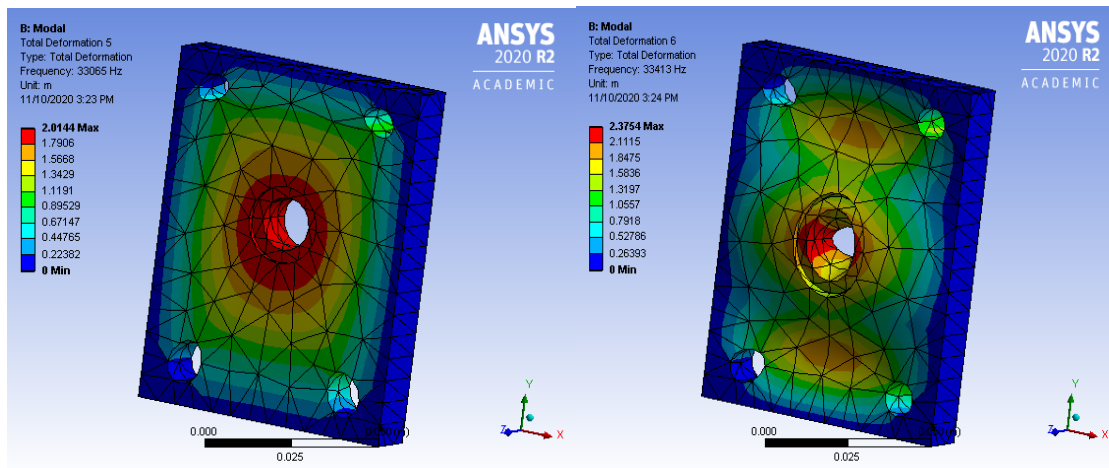 B: Modal
Total Deformation 5
Type: Total Deformation
Frequency: 33065 Hz
Unit: m
11/10/2020 3:23 PM
2.0144 Max
1.7906
1.5668
1.3429
1.1191
0.89529
0.67147
0.44765
0.22382
0 Min
ANSYS
2020 R2
ACADEMIC
0.000
(m)
0.025
Y
Z
X
B: Modal
Total Deformation 6
Type: Total Deformation
Frequency: 33413 Hz
Unit: m
11/10/2020 3:24 PM
2.3754 Max
2.1115
1.8475
1.5836
1.3197
1.0557
0.7918
0.52786
0.26393
0 Min
ANSYS
2020 R2
ACADEMIC
0.000
(m)
0.025
Y
Z
X